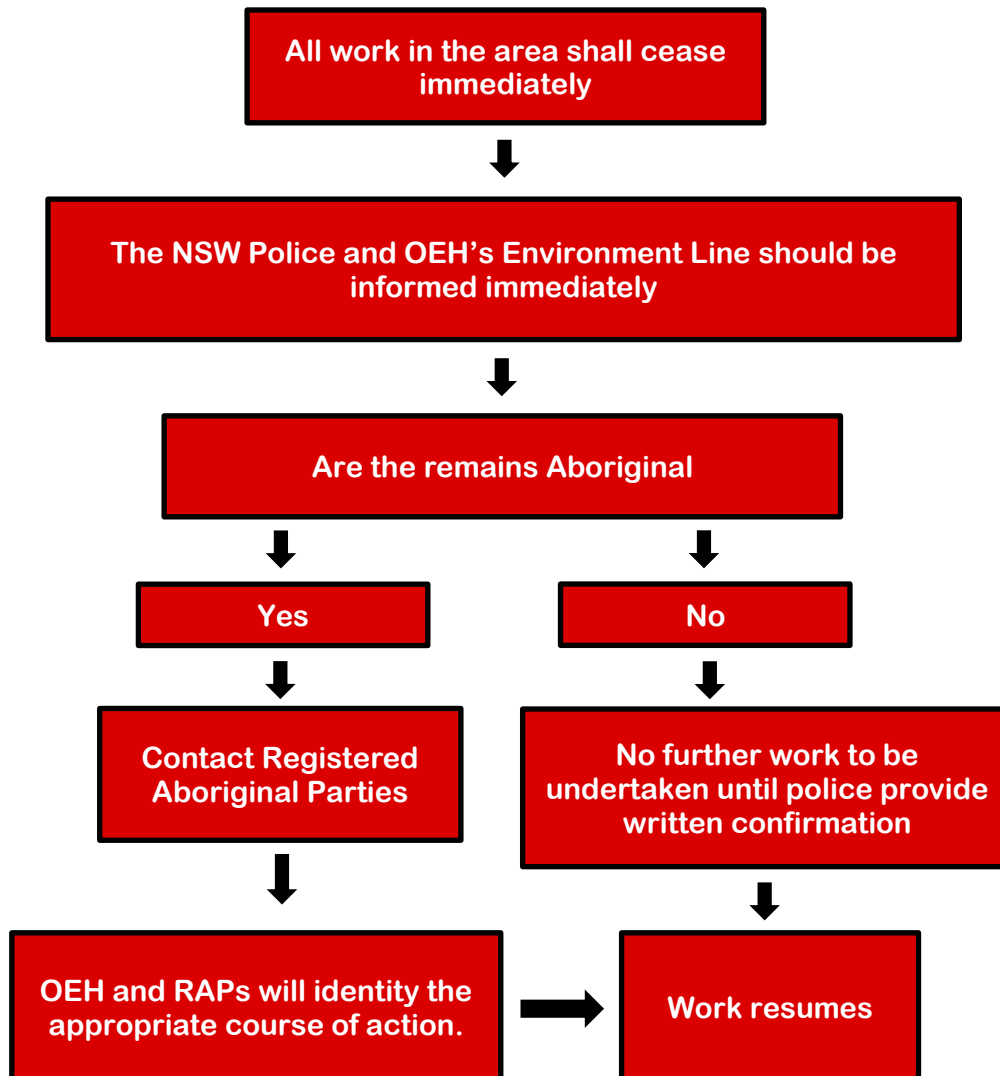 All work in the area shall cease
immediately
The NSW Police and OEH’s Environment Line should be
informed immediately
Are the remains Aboriginal
Yes
No
Contact Registered
Aboriginal Parties
No further work to be
undertaken until police provide
written confirmation
OEH and RAPs will identity the
appropriate course of action.
Work resumes